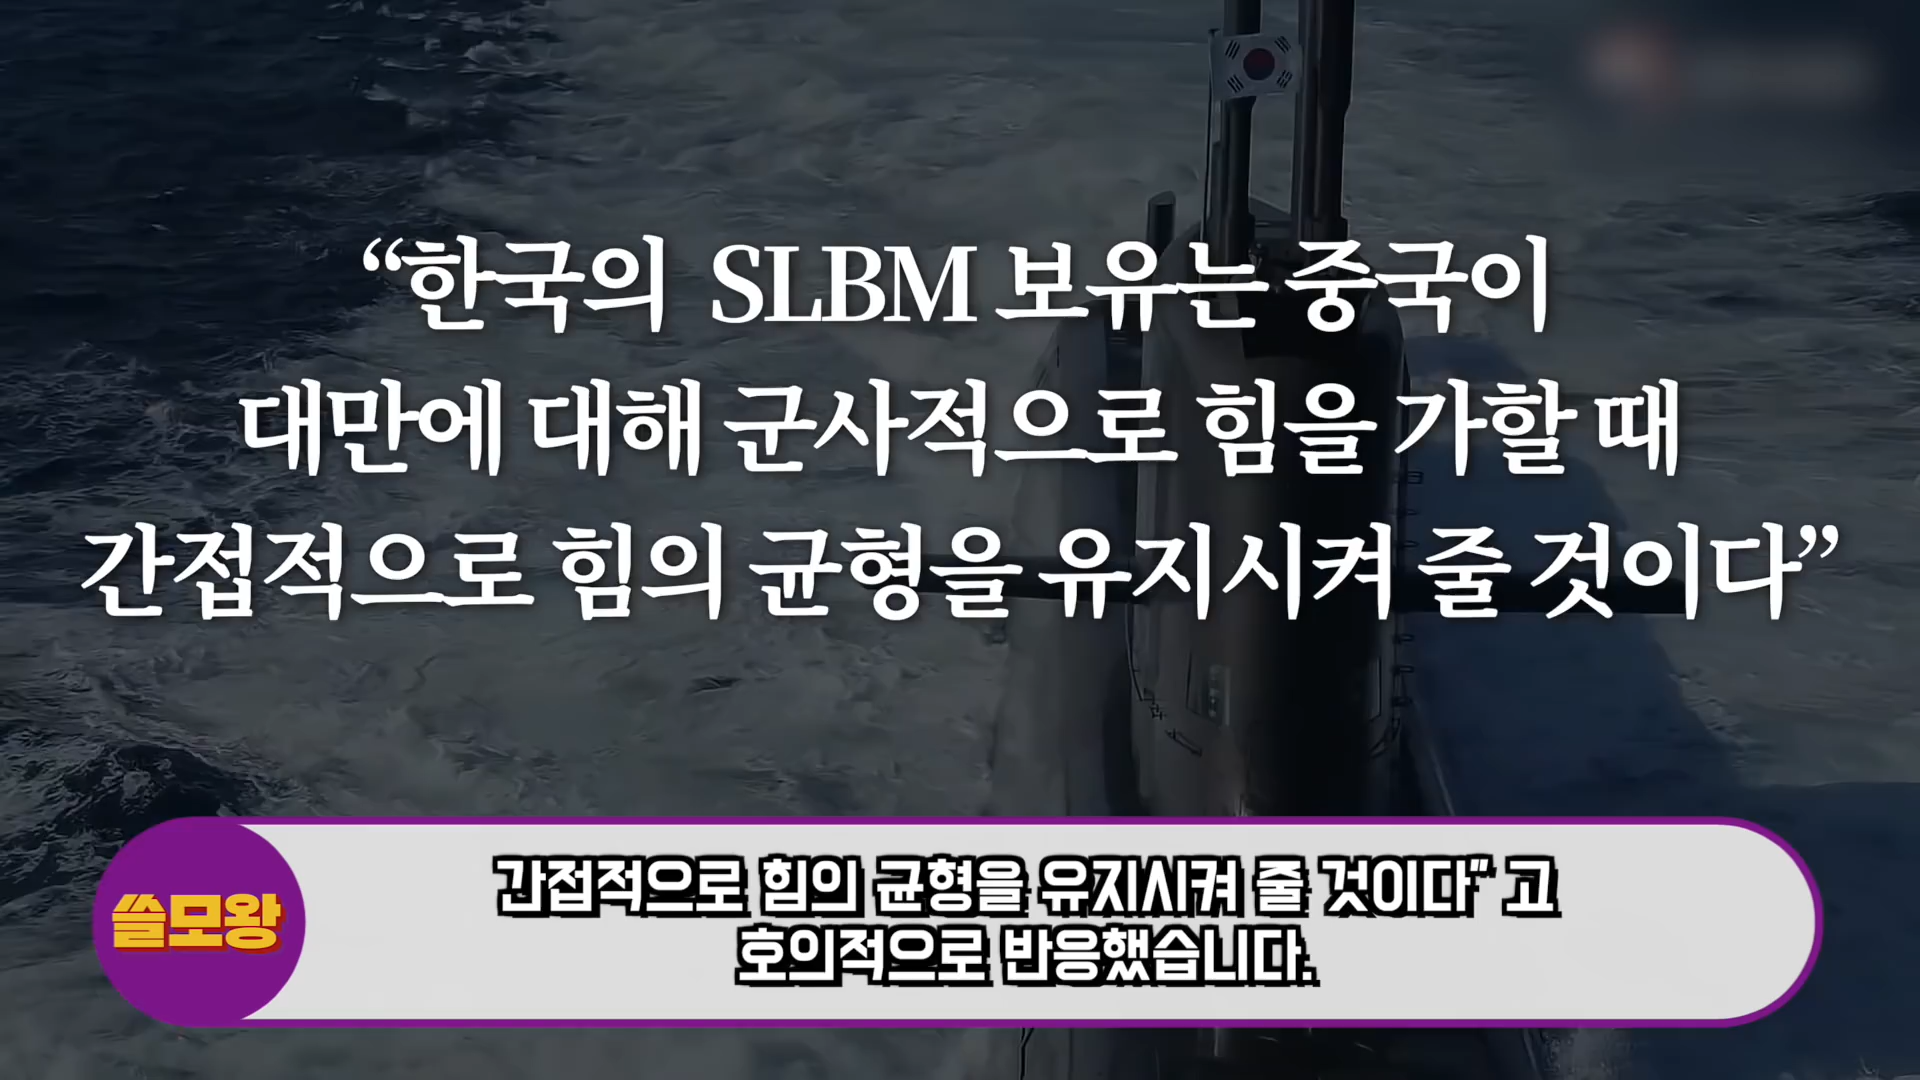 “한국의 SLBM 보유는 중국이
대만에 대해 군사적으로 힘을 가할 때
간접적으로 힘의 균형을 유지시켜 줄 것이다”
쓸모왕
간접적으로 힘의 균형을 유지시켜 줄 것이다" 고
호의적으로 반응했습니다.